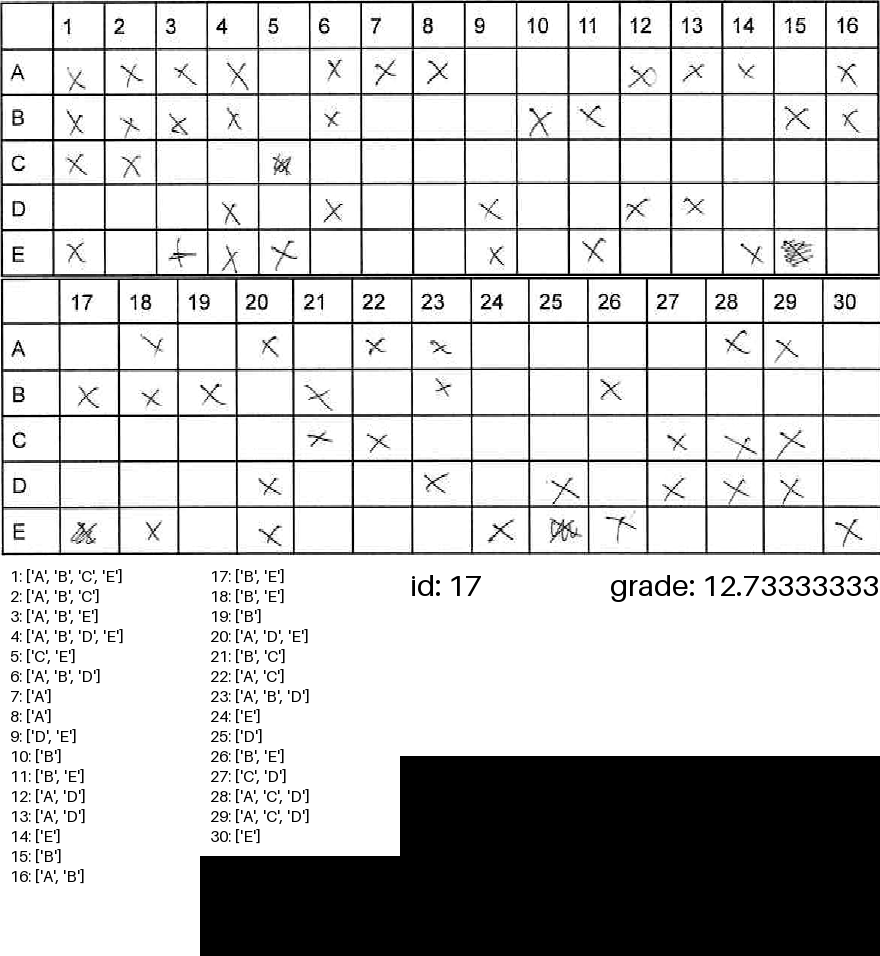 1 2 3 4 5 6 7 8 9 10 11 12 13 14 15 16
A X X X X X X X X X X X
B X X X X X X X X X
C X X
D X X X X X
E X X X X X X X
17 18 19 20 21 22 23 24 25 26 27 28 29 30
A X X X X X X
B X X X X X X
C X X X X X
D X X X X X X
E X X X X X
1: ['A', 'B', 'C', 'E']
2: ['A', 'B', 'C']
3: ['A', 'B', 'E']
4: ['A', 'B', 'D', 'E']
5: ['C', 'E']
6: ['A', 'B', 'D']
7: ['A']
8: ['A']
9: ['D', 'E']
10: ['B']
11: ['B', 'E']
12: ['A', 'D']
13: ['A', 'D']
14: ['E']
15: ['B']
16: ['A', 'B']
17: ['B', 'E']
18: ['B', 'E']
19: ['B']
20: ['A', 'D', 'E']
21: ['B', 'C']
22: ['A', 'C']
23: ['A', 'B', 'D']
24: ['E']
25: ['D']
26: ['B', 'E']
27: ['C', 'D']
28: ['A', 'C', 'D']
29: ['A', 'C', 'D']
30: ['E']
id: 17
grade: 12.73333333